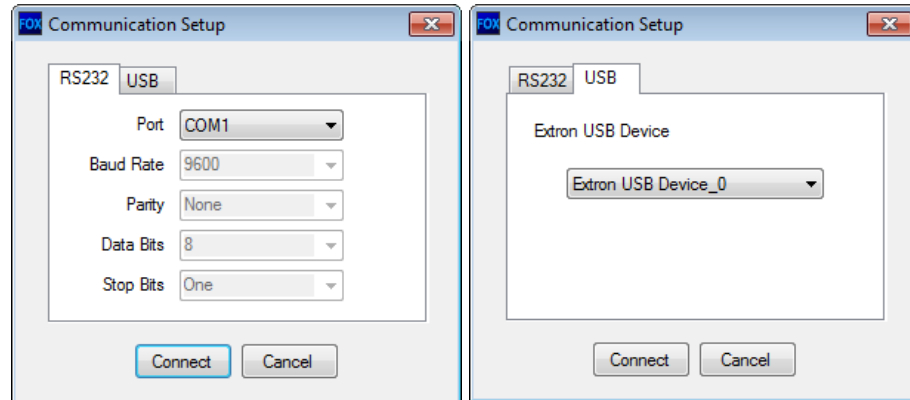 FOX Communication Setup
RS232 USB
Port COM1
Baud Rate 9600
Parity None
Data Bits 8
Stop Bits One
Connect Cancel
FOX Communication Setup
RS232 USB
Extron USB Device
Extron USB Device_0
Connect Cancel